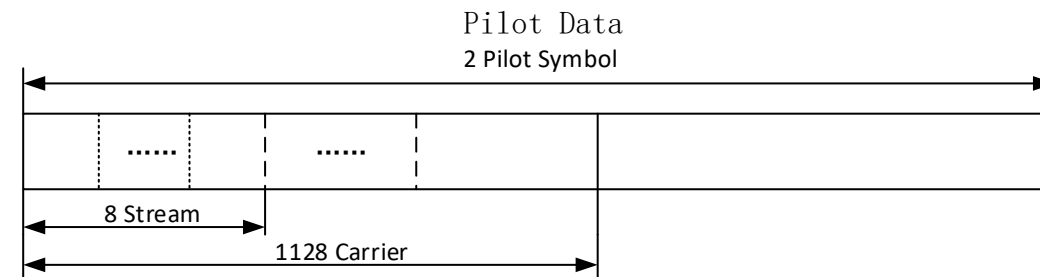 Pilot Data
2 Pilot Symbol
...... ......
8 Stream
1128 Carrier